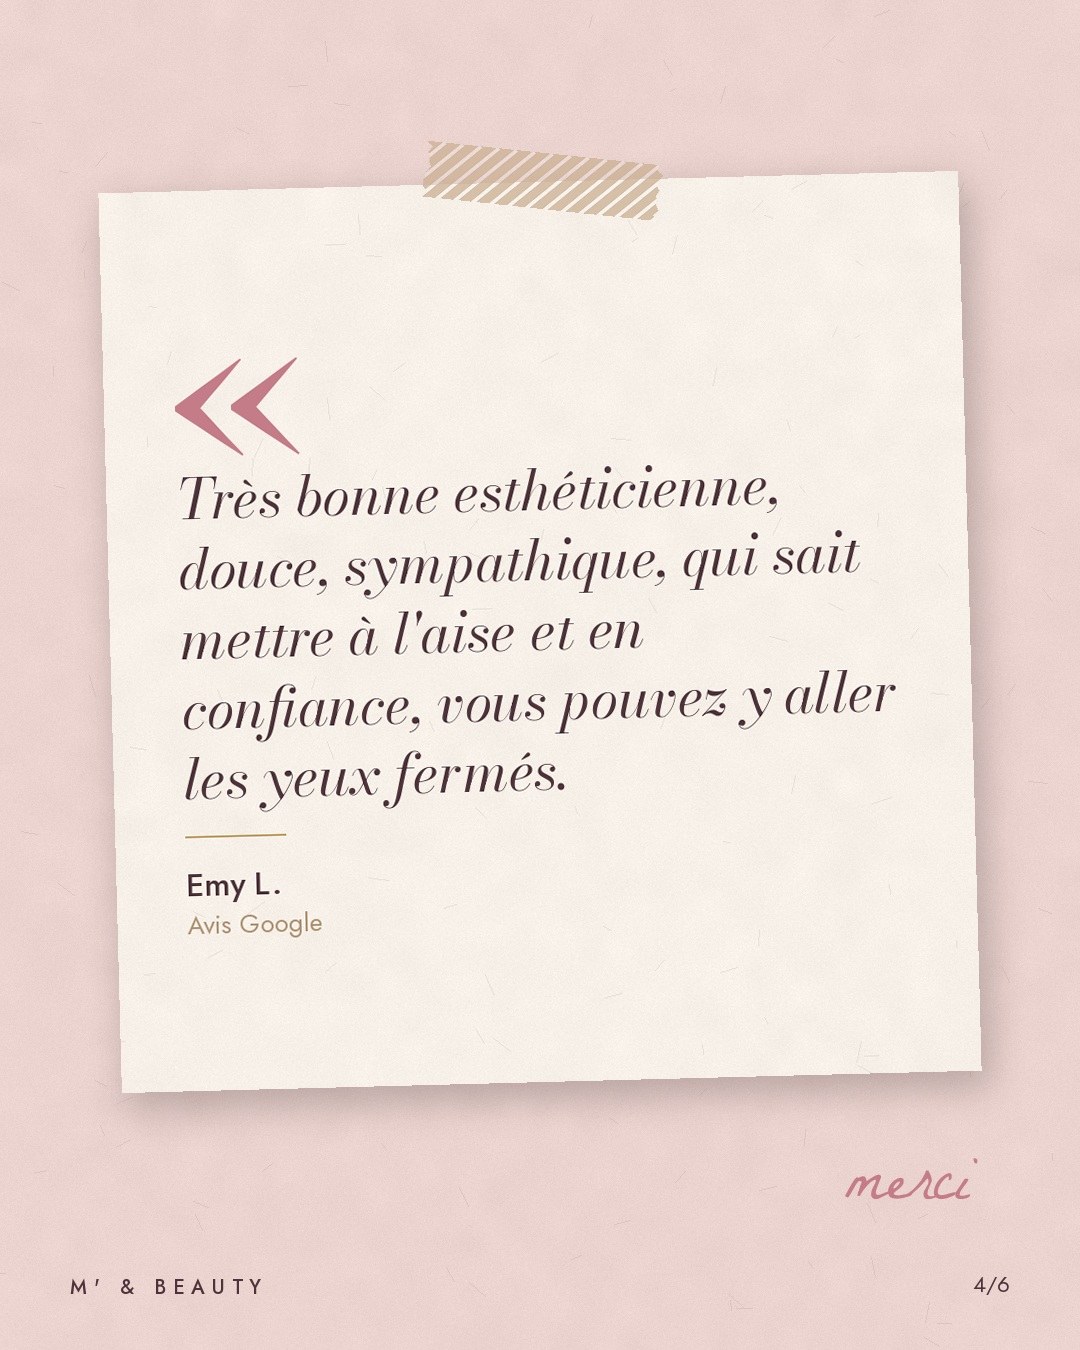 «
Très bonne esthéticienne,
douce, sympathique, qui sait
mettre à l'aise et en
confiance, vous pouvez y aller
les yeux fermés.
Emy L.
Avis Google
merci
M' & BEAUTY
4/6